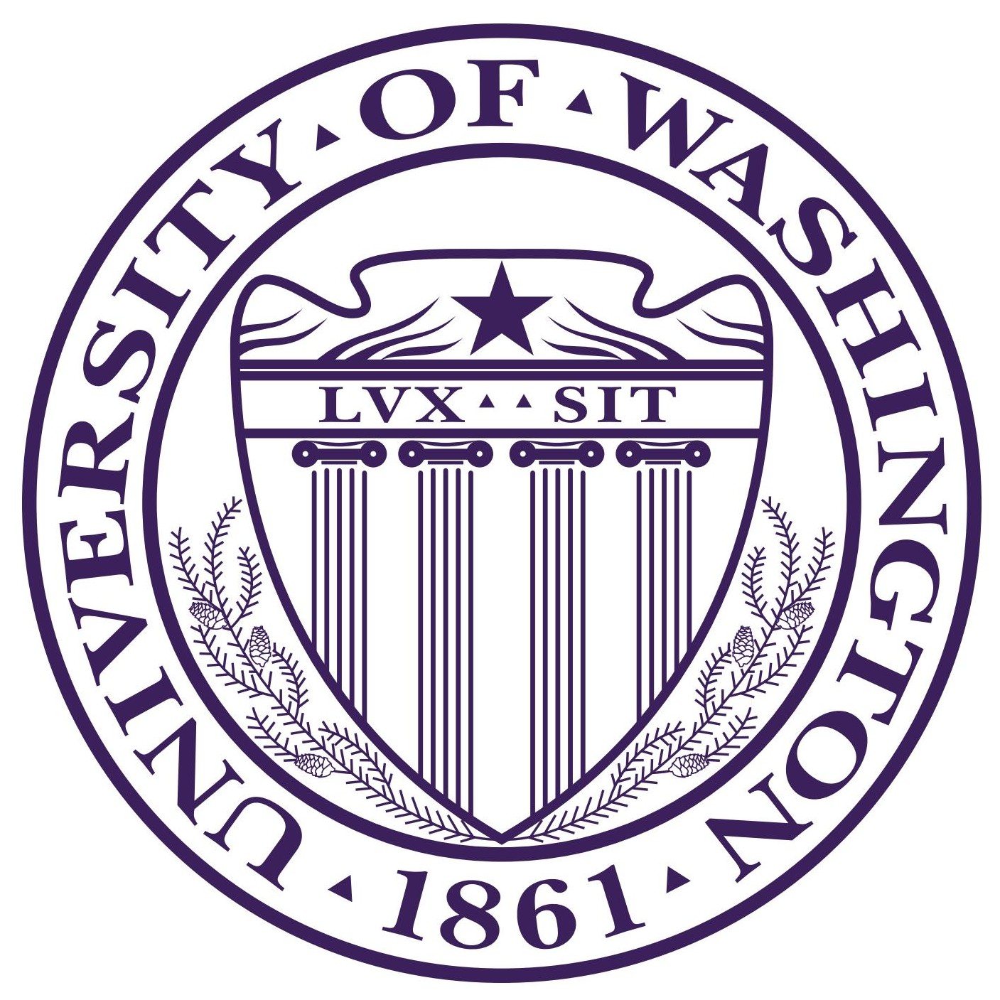 UNIVERSITY ▲ OF ▲ WASHINGTON
LVX ▲ ▲ SIT
▲ 1861 ▲